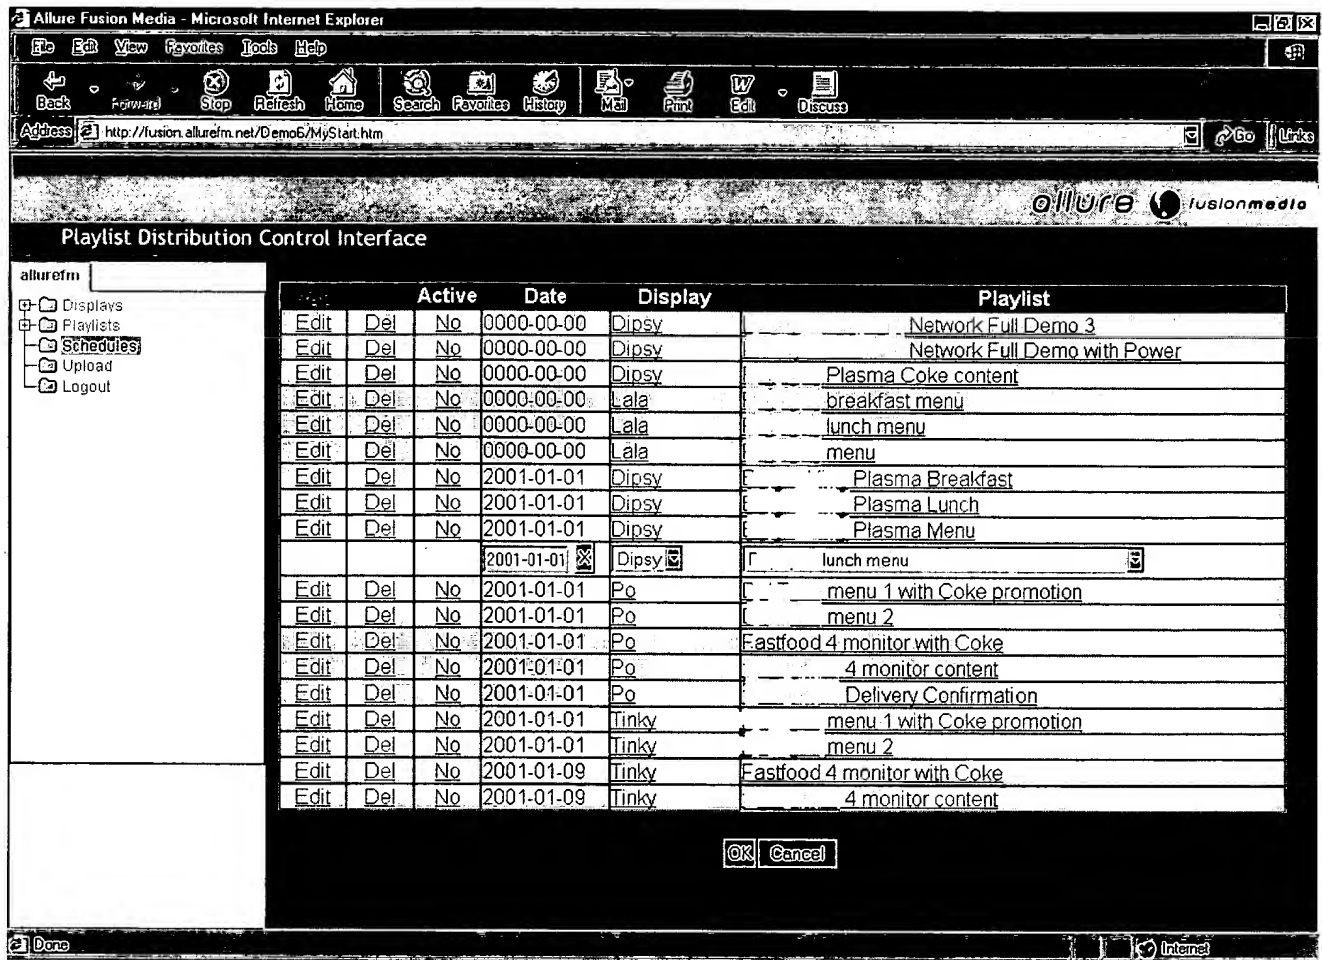 Allure Fusion Media - Microsoft Internet Explorer
File Edit View Favorites Tools Help
Back Forward Stop Refresh Home Search Favorites History Mail Print Edit Discuss
Address http://fusion.allurefm.net/Demo6/MyStart.htm Go Links
allure fusionmedia
Playlist Distribution Control Interface
allurefm
Displays
Playlists
Schedules
Upload
Logout
Active Date Display Playlist
Edit Del No 0000-00-00 Dipsy Network Full Demo 3
Edit Del No 0000-00-00 Dipsy Network Full Demo with Power
Edit Del No 0000-00-00 Dipsy Plasma Coke content
Edit Del No 0000-00-00 Lala breakfast menu
Edit Del No 0000-00-00 Lala lunch menu
Edit Del No 0000-00-00 Lala menu
Edit Del No 2001-01-01 Dipsy Plasma Breakfast
Edit Del No 2001-01-01 Dipsy Plasma Lunch
Edit Del No 2001-01-01 Dipsy Plasma Menu
2001-01-01 Dipsy lunch menu
Edit Del No 2001-01-01 Po menu 1 with Coke promotion
Edit Del No 2001-01-01 Po menu 2
Edit Del No 2001-01-01 Po Fastfood 4 monitor with Coke
Edit Del No 2001-01-01 Po 4 monitor content
Edit Del No 2001-01-01 Po Delivery Confirmation
Edit Del No 2001-01-01 Tinky menu 1 with Coke promotion
Edit Del No 2001-01-01 Tinky menu 2
Edit Del No 2001-01-09 Tinky Fastfood 4 monitor with Coke
Edit Del No 2001-01-09 Tinky 4 monitor content
OK Cancel
Done Internet